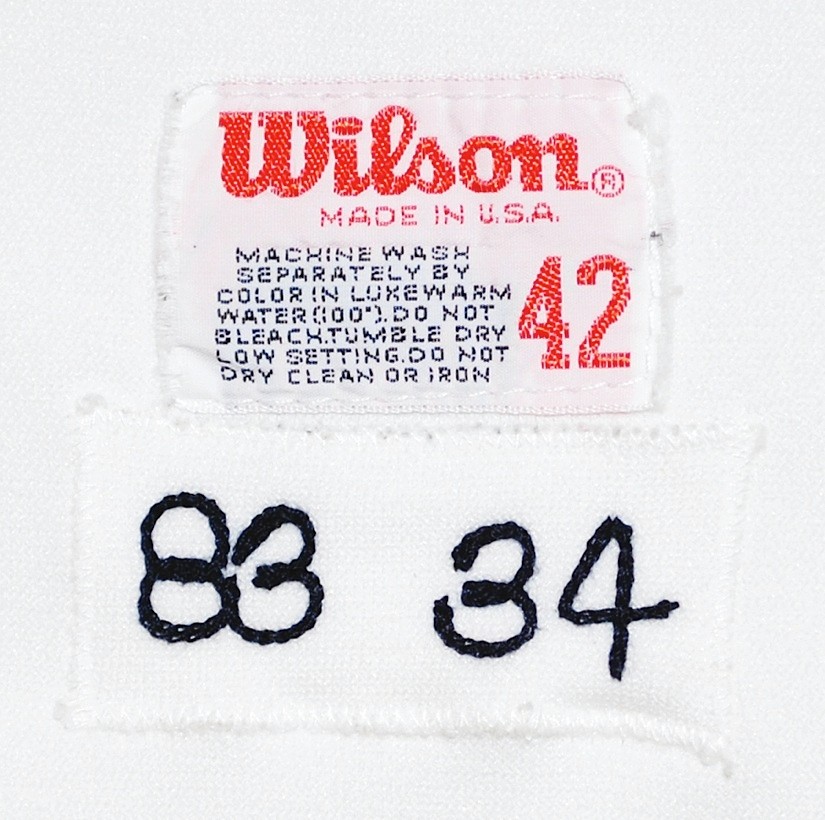 Wilson®
MADE IN U.S.A.
MACHINE WASH
SEPARATELY BY
COLOR IN LUKEWARM
WATER(100°).DO NOT
BLEACH.TUMBLE DRY
LOW SETTING.DO NOT
DRY CLEAN OR IRON
42
83 34